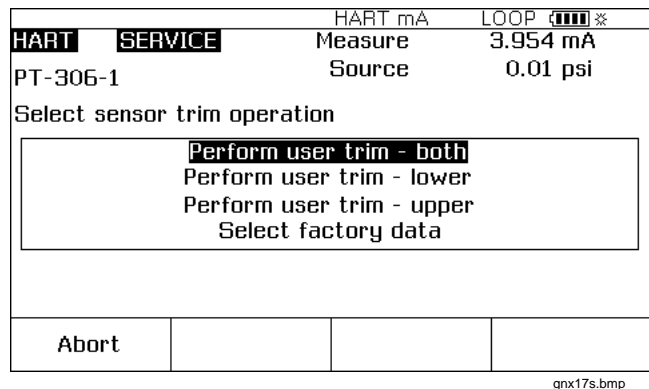 HART mA LOOP
HART SERVICE Measure 3.954 mA
PT-306-1 Source 0.01 psi
Select sensor trim operation
Perform user trim - both
Perform user trim - lower
Perform user trim - upper
Select factory data
Abort
gnx17s.bmp